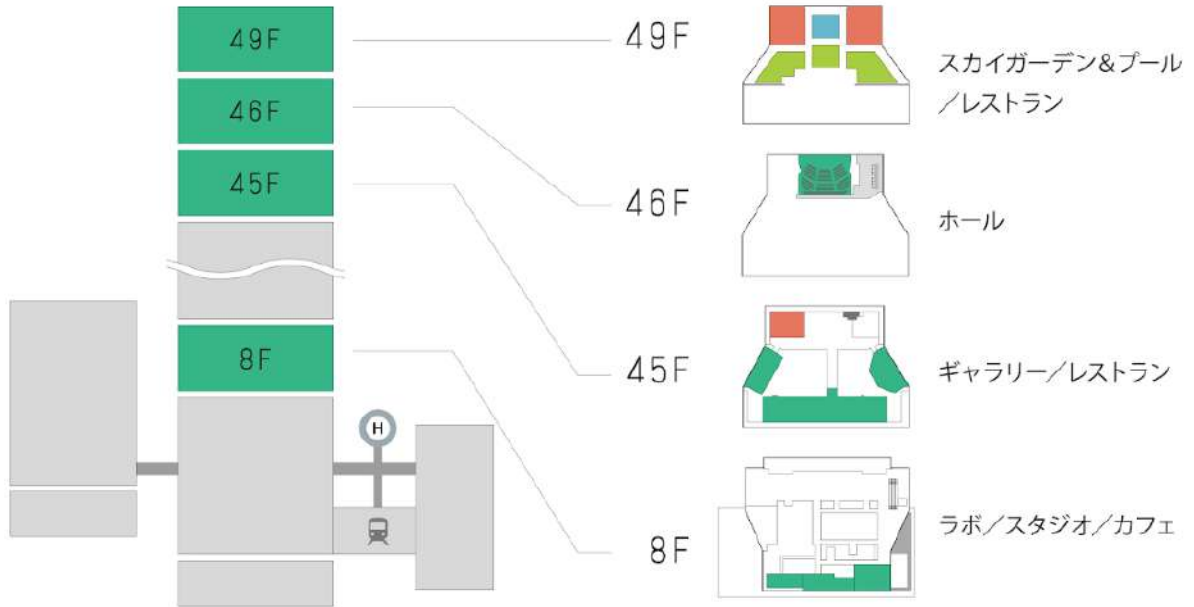 49F
46F
45F
8F
H
49F
スカイガーデン&プール
／レストラン
46F
ホール
45F
ギャラリー／レストラン
8F
ラボ／スタジオ／カフェ